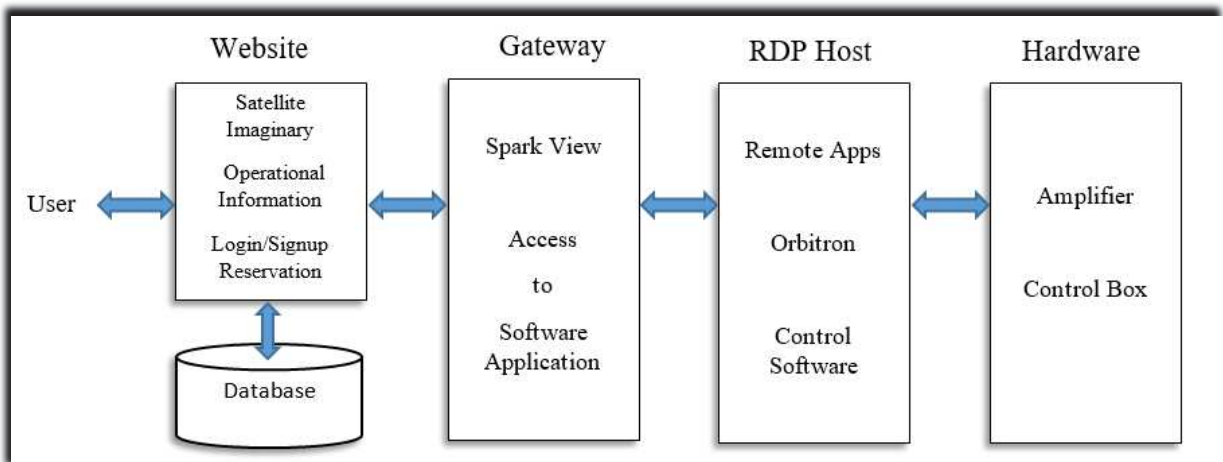 Website
Gateway
RDP Host
Hardware
User
Satellite
Imaginary
Operational
Information
Login/Signup
Reservation
Database
Spark View
Access
to
Software
Application
Remote Apps
Orbitron
Control
Software
Amplifier
Control Box